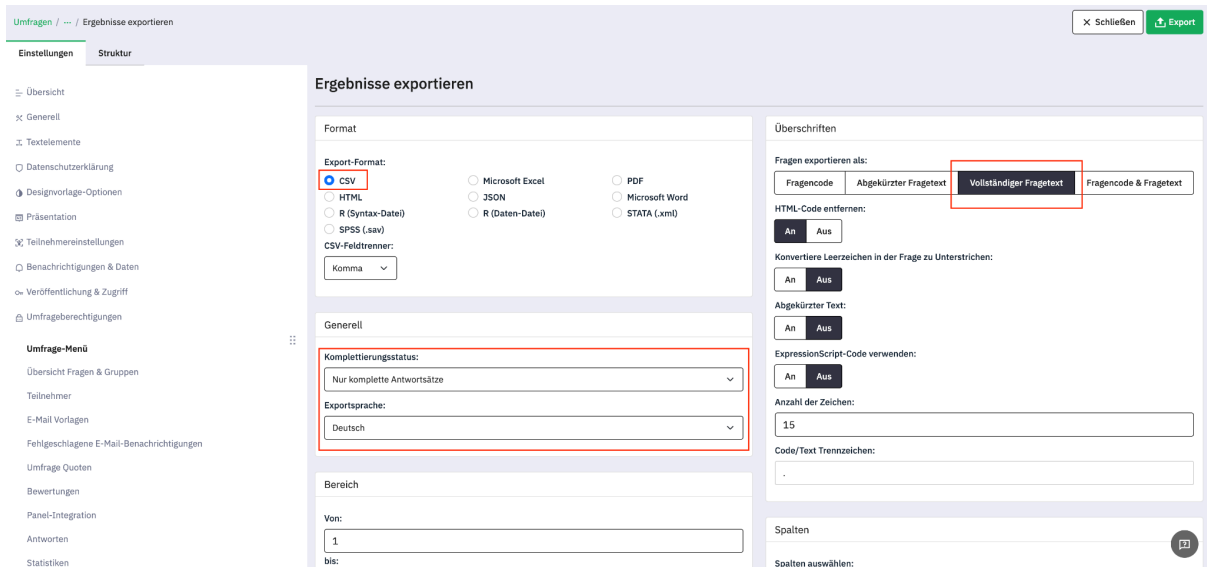 Umfragen / ··· / Ergebnisse exportieren
× Schließen
Export
Einstellungen
Struktur
Übersicht
Generell
Textelemente
Datenschutzerklärung
Designvorlage-Optionen
Präsentation
Teilnehmereinstellungen
Benachrichtigungen & Daten
Veröffentlichung & Zugriff
Umfrageberechtigungen
Umfrage-Menü
Übersicht Fragen & Gruppen
Teilnehmer
E-Mail Vorlagen
Fehlgeschlagene E-Mail-Benachrichtigungen
Umfrage Quoten
Bewertungen
Panel-Integration
Antworten
Statistiken
Ergebnisse exportieren
Format
Export-Format:
CSV
Microsoft Excel
PDF
HTML
JSON
Microsoft Word
R (Syntax-Datei)
R (Daten-Datei)
STATA (.xml)
SPSS (.sav)
CSV-Feldtrenner:
Komma
Generell
Komplettierungsstatus:
Nur komplette Antwortsätze
Exportsprache:
Deutsch
Bereich
Von:
1
bis:
Überschriften
Fragen exportieren als:
Fragencode
Abgekürzter Fragetext
Vollständiger Fragetext
Fragencode & Fragetext
HTML-Code entfernen:
An Aus
Konvertiere Leerzeichen in der Frage zu Unterstrichen:
An Aus
Abgekürzter Text:
An Aus
ExpressionScript-Code verwenden:
An Aus
Anzahl der Zeichen:
15
Code/Text Trennzeichen:
.
Spalten
Spalten auswählen: